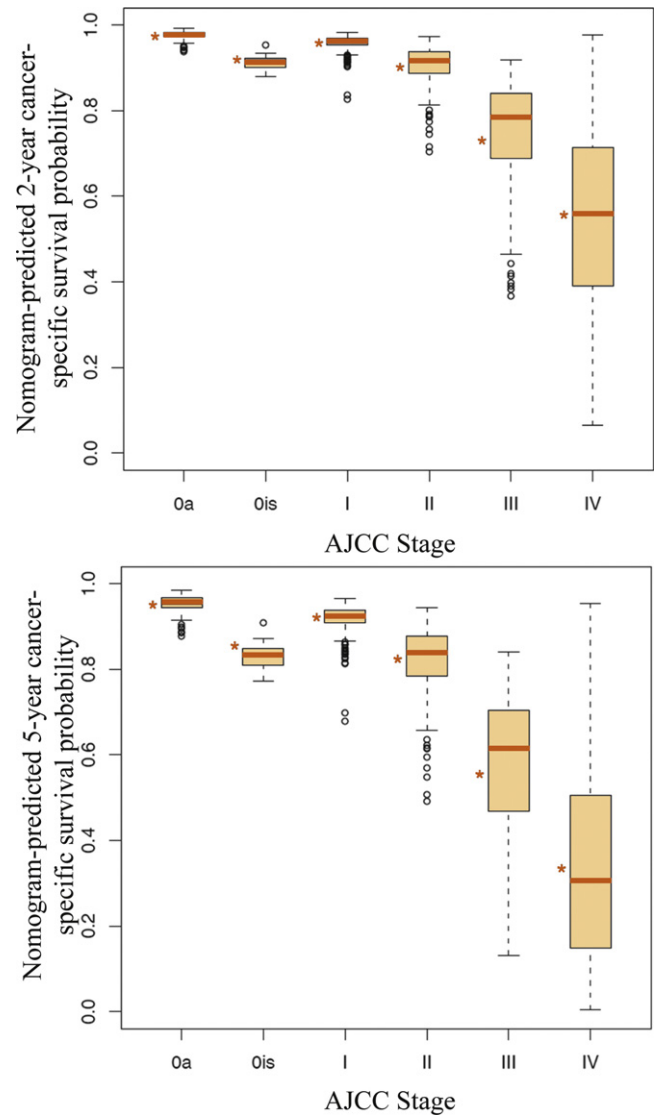 Nomogram-predicted 2-year cancer-
specific survival probability
1.0
0.8
0.6
0.4
0.2
0.0
0a 0is I II III IV
AJCC Stage
Nomogram-predicted 5-year cancer-
specific survival probability
1.0
0.8
0.6
0.4
0.2
0.0
0a 0is I II III IV
AJCC Stage